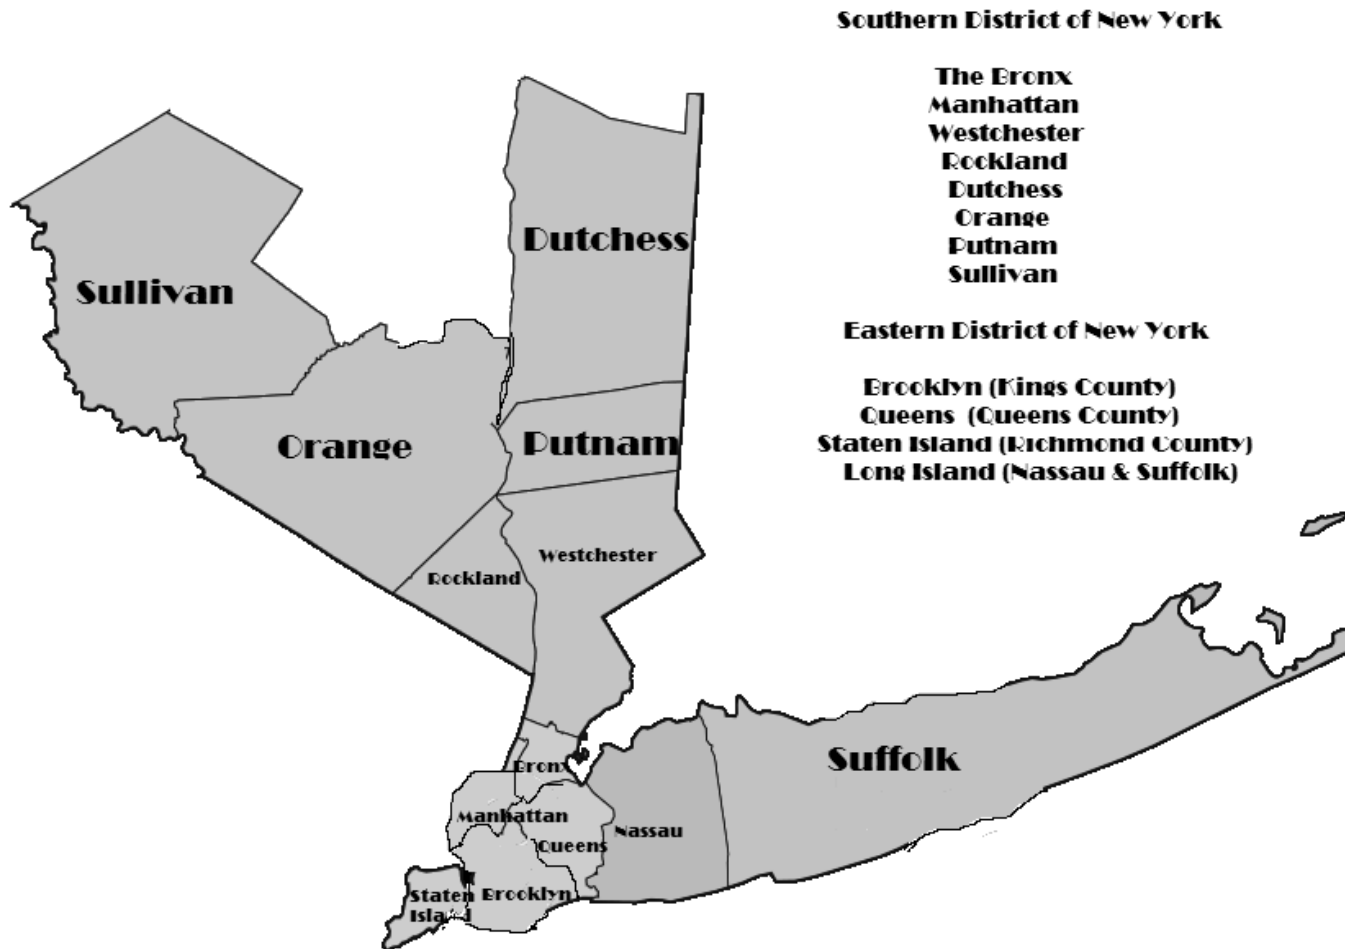 Southern District of New York
The Bronx
Manhattan
Westchester
Rockland
Dutchess
Orange
Putnam
Sullivan
Eastern District of New York
Brooklyn (Kings County)
Queens (Queens County)
Staten Island (Richmond County)
Long Island (Nassau & Suffolk)
Dutchess
Sullivan
Orange
Putnam
Westchester
Rockland
Bronx
Suffolk
Manhattan
Nassau
Queens
Brooklyn
Staten
Island